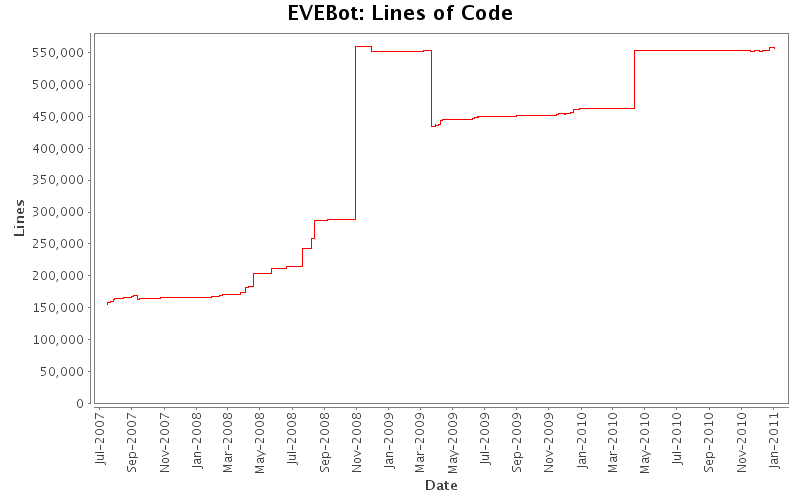 EVEBot: Lines of Code
Lines
550,000
500,000
450,000
400,000
350,000
300,000
250,000
200,000
150,000
100,000
50,000
0
Jul-2007
Sep-2007
Nov-2007
Jan-2008
Mar-2008
May-2008
Jul-2008
Sep-2008
Nov-2008
Jan-2009
Mar-2009
May-2009
Jul-2009
Sep-2009
Nov-2009
Jan-2010
Mar-2010
May-2010
Jul-2010
Sep-2010
Nov-2010
Jan-2011
Date